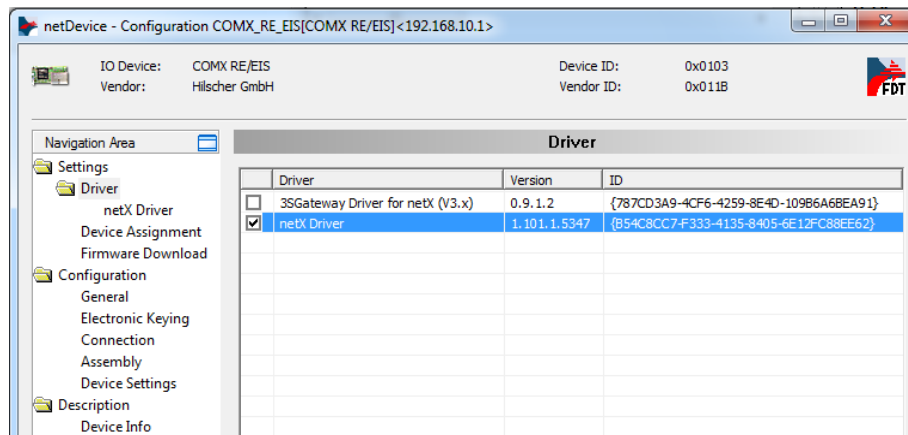 netDevice - Configuration COMX_RE_EIS[COMX RE/EIS]<192.168.10.1>
IO Device: COMX RE/EIS Device ID: 0x0103
Vendor: Hilscher GmbH Vendor ID: 0x011B
FDT
Navigation Area
Settings
Driver
netX Driver
Device Assignment
Firmware Download
Configuration
General
Electronic Keying
Connection
Assembly
Device Settings
Description
Device Info
Driver
Driver Version ID
3SGateway Driver for netX (V3.x) 0.9.1.2 {787CD3A9-4CF6-4259-8E4D-109B6A6BEA91}
netX Driver 1.101.1.5347 {B54C8CC7-F333-4135-8405-6E12FC88EE62}